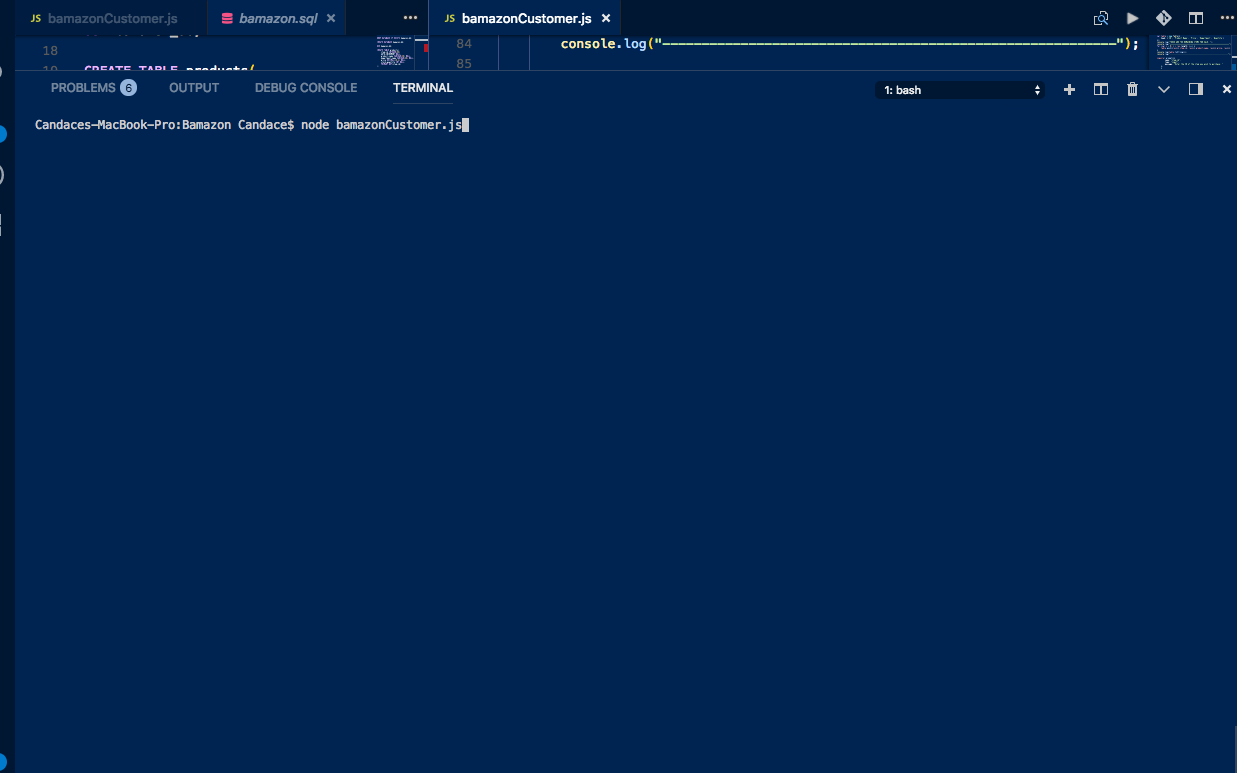 JS bamazonCustomer.js bamazon.sql × ••• JS bamazonCustomer.js ×
18
84 console.log("----------------------------------------------------------");
85
19 CREATE TABLE products(
PROBLEMS 6 OUTPUT DEBUG CONSOLE TERMINAL 1: bash
Candaces-MacBook-Pro:Bamazon Candace$ node bamazonCustomer.js